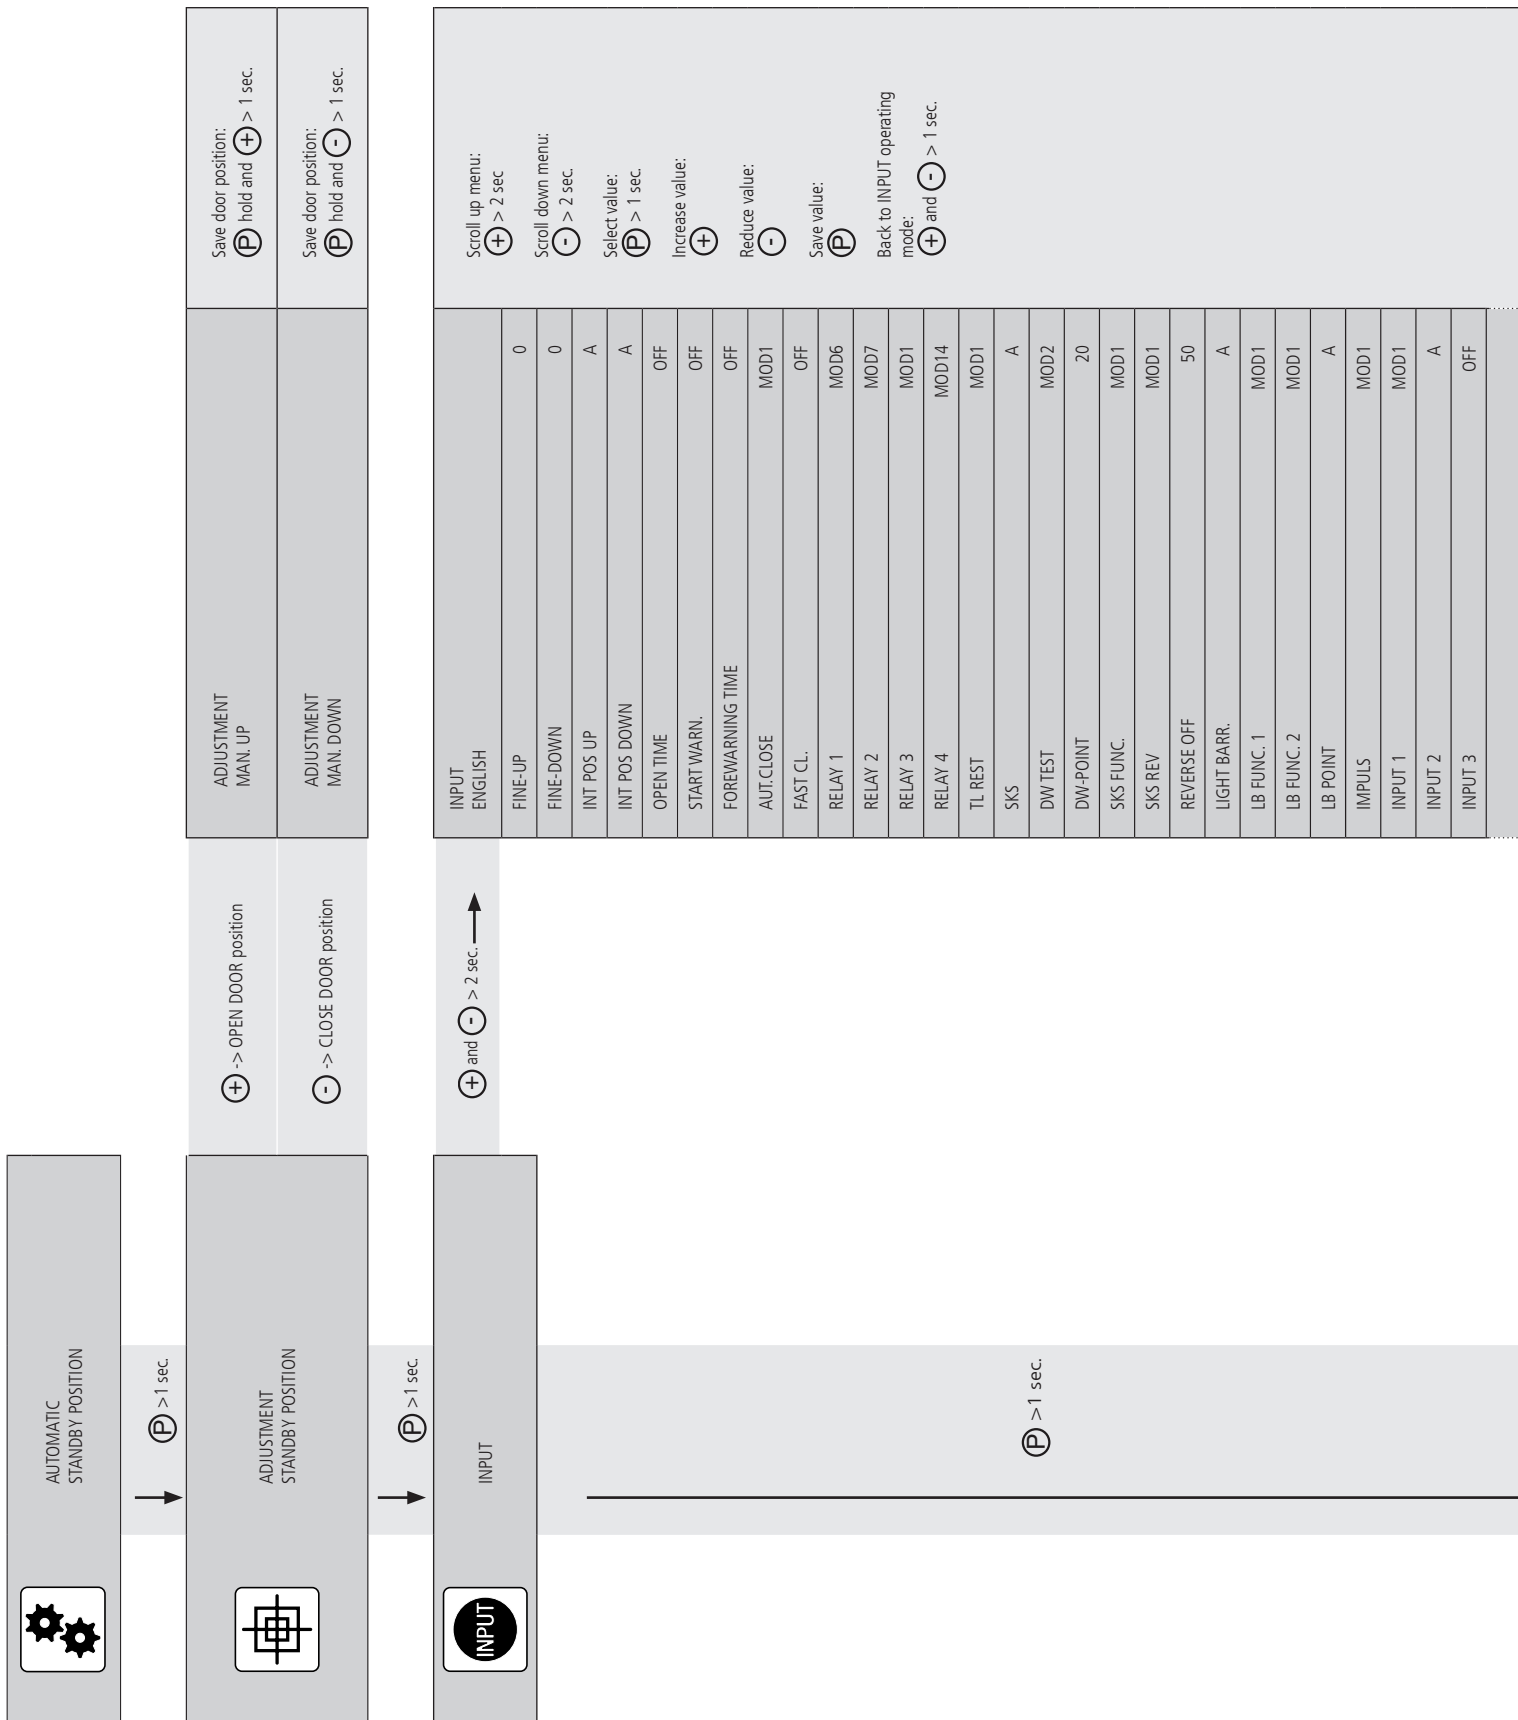 AUTOMATIC
STANDBY POSITION
P >1 sec.
ADJUSTMENT
STANDBY POSITION
+ -> OPEN DOOR position
ADJUSTMENT
MAN. UP
Save door position:
P hold and + > 1 sec.
- -> CLOSE DOOR position
ADJUSTMENT
MAN. DOWN
Save door position:
P hold and - > 1 sec.
P >1 sec.
INPUT
INPUT
+ and - > 2 sec.
INPUT
ENGLISH
FINE-UP 0
FINE-DOWN 0
INT POS UP A
INT POS DOWN A
OPEN TIME OFF
START WARN. OFF
FOREWARNING TIME OFF
AUT.CLOSE MOD1
FAST CL. OFF
RELAY 1 MOD6
RELAY 2 MOD7
RELAY 3 MOD1
RELAY 4 MOD14
TL REST MOD1
SKS A
DW TEST MOD2
DW-POINT 20
SKS FUNC. MOD1
SKS REV MOD1
REVERSE OFF 50
LIGHT BARR. A
LB FUNC. 1 MOD1
LB FUNC. 2 MOD1
LB POINT A
IMPULS MOD1
INPUT 1 MOD1
INPUT 2 A
INPUT 3 OFF
Scroll up menu:
+ > 2 sec
Scroll down menu:
- > 2 sec.
Select value:
P > 1 sec.
Increase value:
+
Reduce value:
-
Save value:
P
Back to INPUT operating
mode:
+ and - > 1 sec.
P >1 sec.